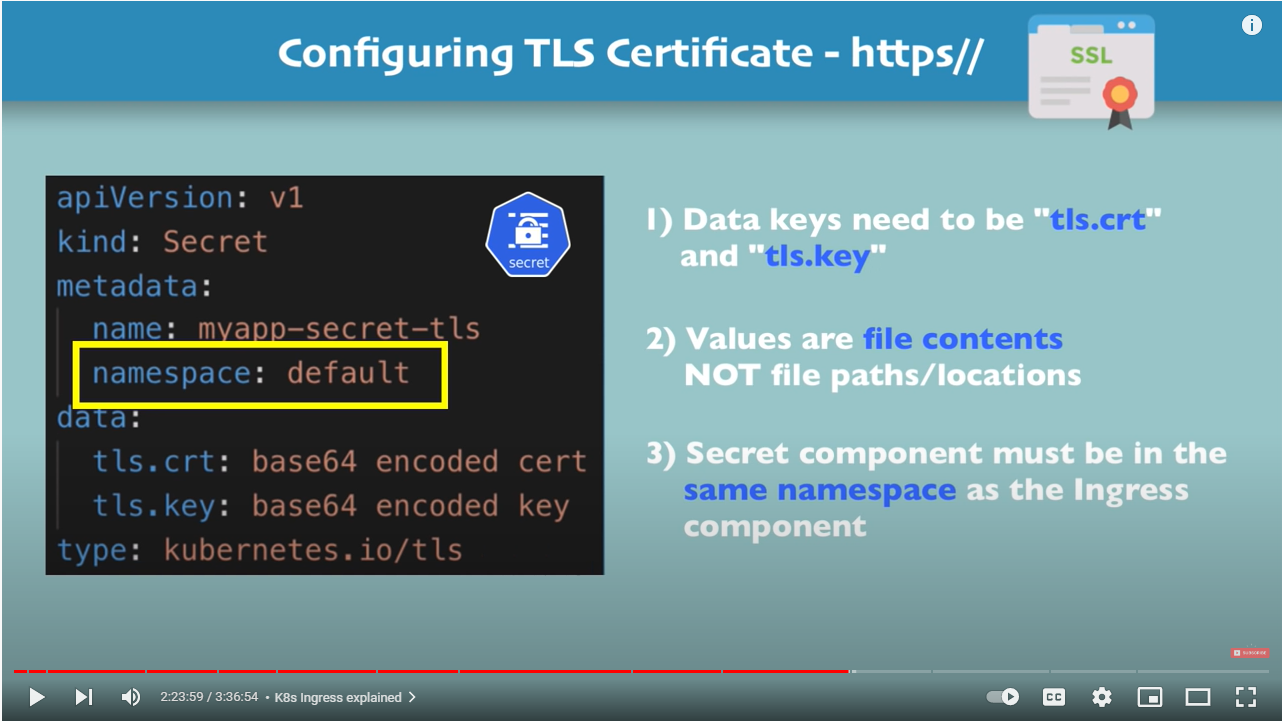 Configuring TLS Certificate - https//
SSL
apiVersion: v1
kind: Secret
metadata:
name: myapp-secret-tls
namespace: default
data:
tls.crt: base64 encoded cert
tls.key: base64 encoded key
type: kubernetes.io/tls
secret
1) Data keys need to be "tls.crt"
and "tls.key"
2) Values are file contents
NOT file paths/locations
3) Secret component must be in the
same namespace as the Ingress
component
SUBSCRIBE
2:23:59 / 3:36:54 • K8s Ingress explained
CC